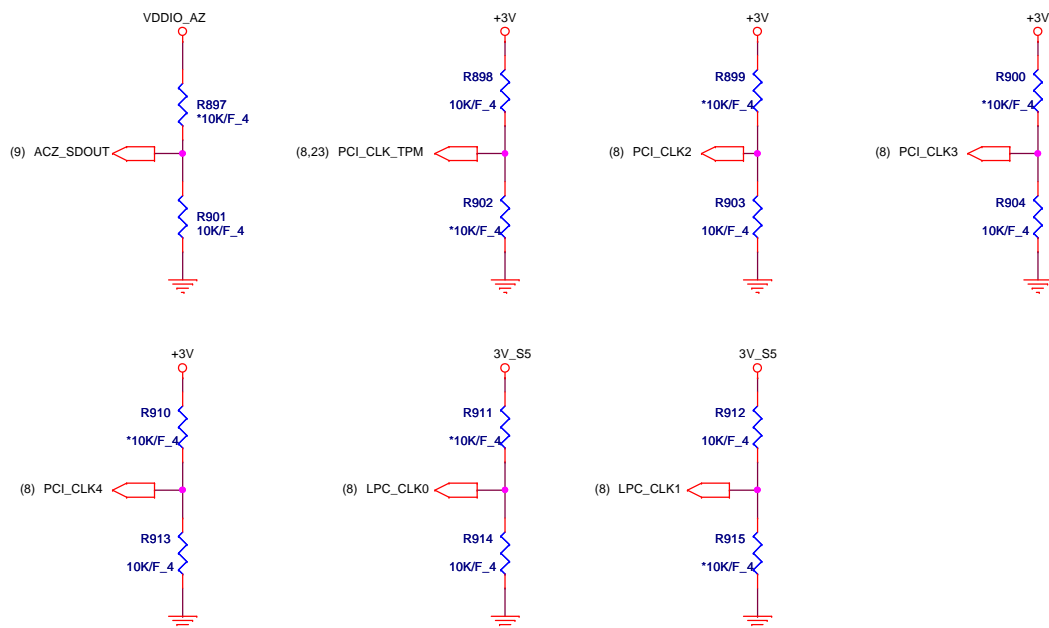 VDDIO_AZ
+3V
+3V
+3V
R897
*10K/F_4
R898
10K/F_4
R899
*10K/F_4
R900
*10K/F_4
(9) ACZ_SDOUT
(8,23) PCI_CLK_TPM
(8) PCI_CLK2
(8) PCI_CLK3
R901
10K/F_4
R902
*10K/F_4
R903
10K/F_4
R904
10K/F_4
+3V
3V_S5
3V_S5
R910
*10K/F_4
R911
*10K/F_4
R912
10K/F_4
(8) PCI_CLK4
(8) LPC_CLK0
(8) LPC_CLK1
R913
10K/F_4
R914
10K/F_4
R915
*10K/F_4